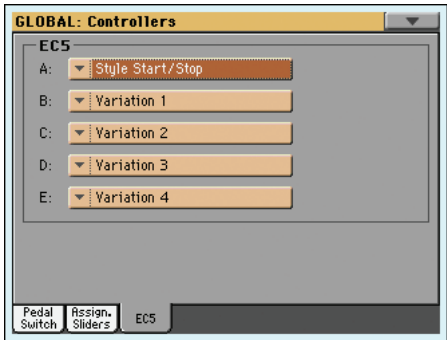 GLOBAL: Controllers
EC5
A: Style Start/Stop
B: Variation 1
C: Variation 2
D: Variation 3
E: Variation 4
Pedal Switch Assign. Sliders EC5